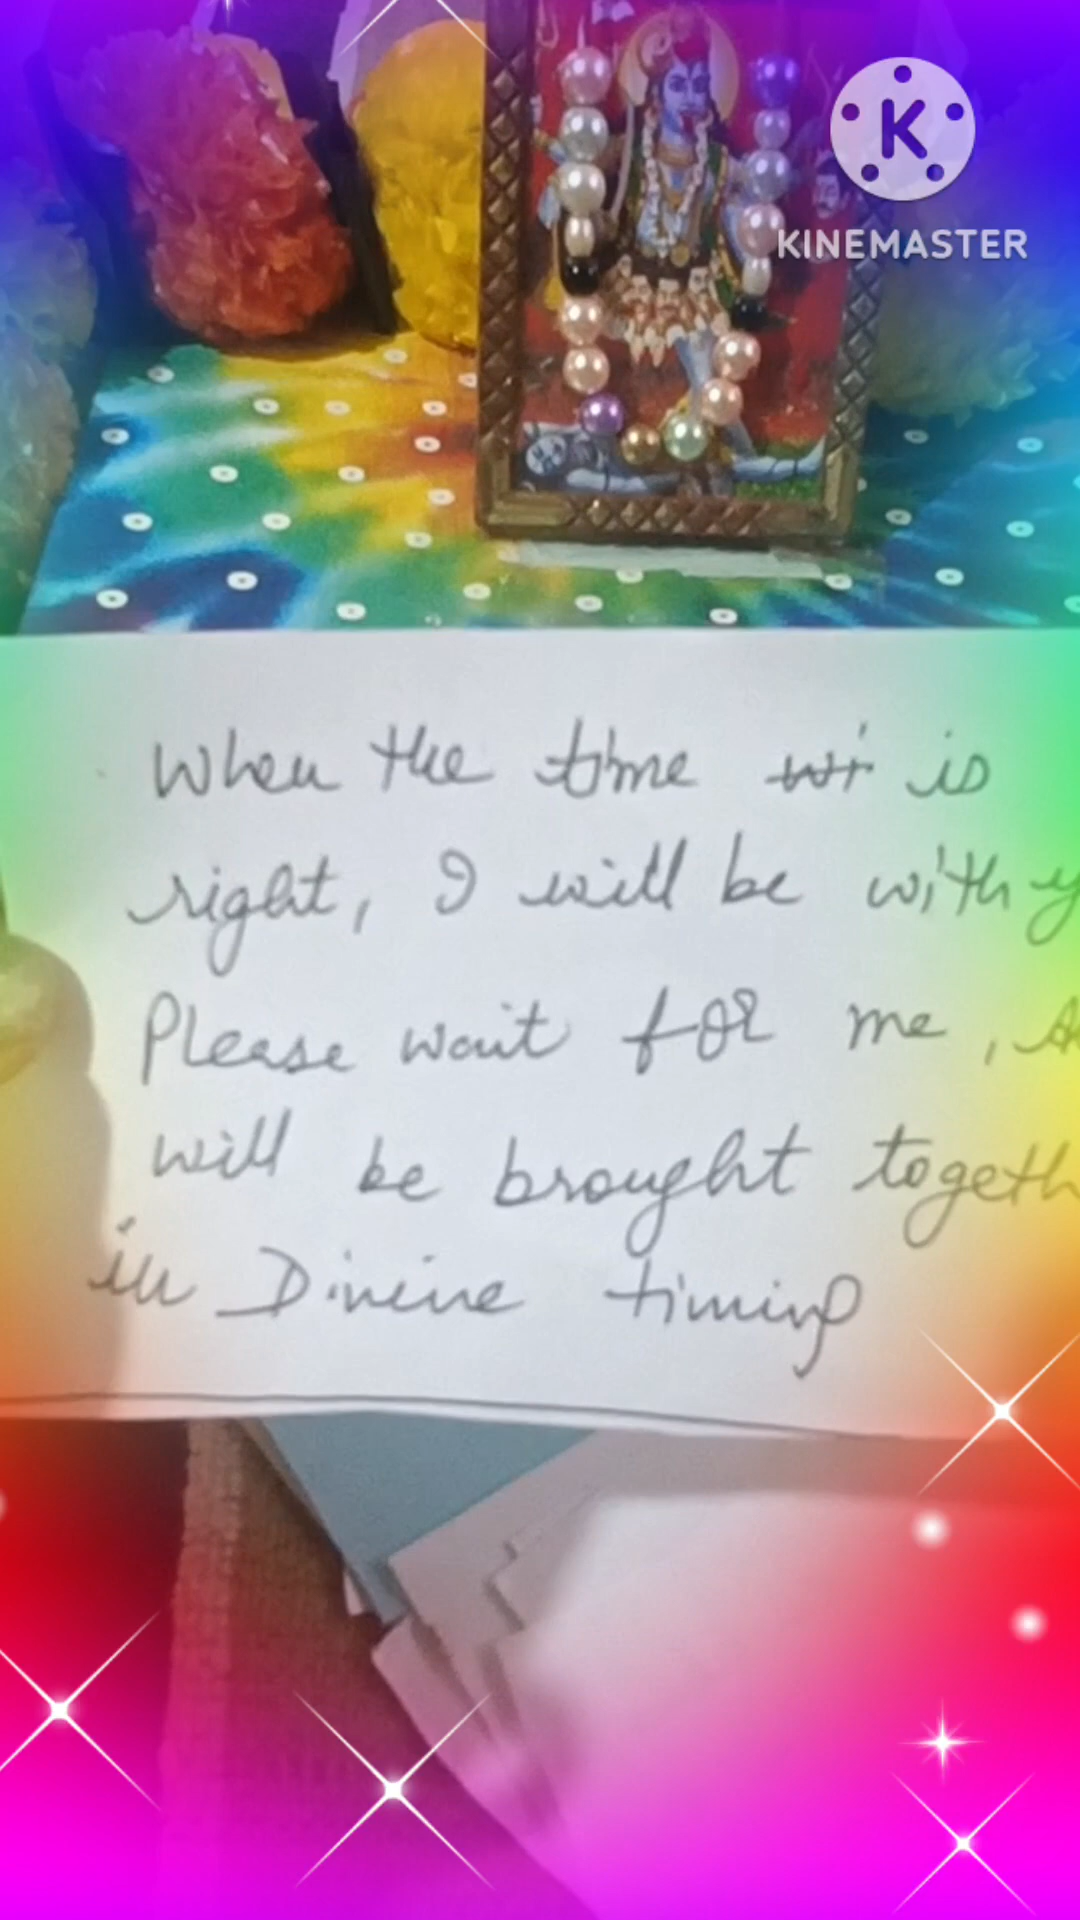 K
KINEMASTER
When the time wi is
right, I will be with y
Please wait for me,
will be brought togeth
in Divine timing